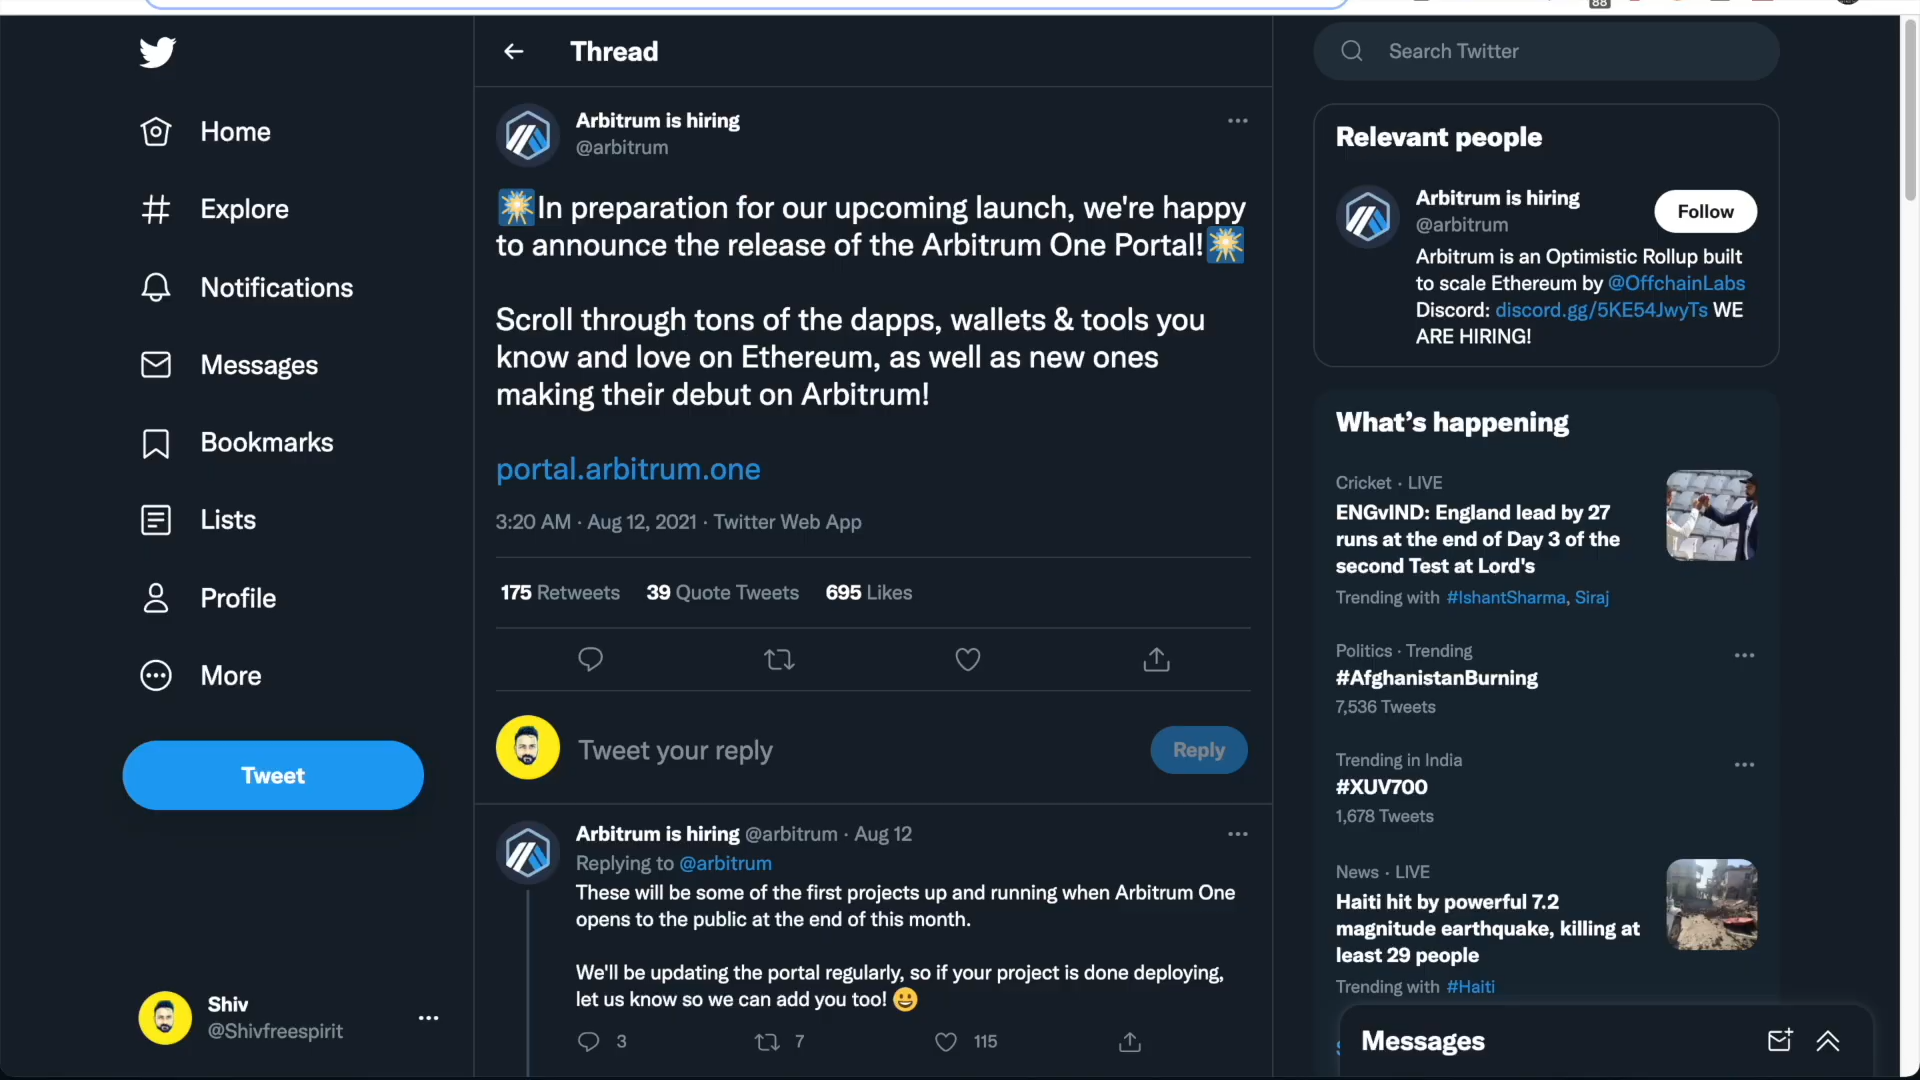 88
Thread
Search Twitter
Home
Explore
Notifications
Messages
Bookmarks
Lists
Profile
More
Tweet
Shiv
@Shivfreespirit
Arbitrum is hiring
@arbitrum
In preparation for our upcoming launch, we're happy
to announce the release of the Arbitrum One Portal!
Scroll through tons of the dapps, wallets & tools you
know and love on Ethereum, as well as new ones
making their debut on Arbitrum!
portal.arbitrum.one
3:20 AM · Aug 12, 2021 · Twitter Web App
175 Retweets 39 Quote Tweets 695 Likes
Tweet your reply
Reply
Arbitrum is hiring @arbitrum · Aug 12
Replying to @arbitrum
These will be some of the first projects up and running when Arbitrum One
opens to the public at the end of this month.
We'll be updating the portal regularly, so if your project is done deploying,
let us know so we can add you too! 😃
3 7 115
Relevant people
Arbitrum is hiring
@arbitrum
Follow
Arbitrum is an Optimistic Rollup built
to scale Ethereum by @OffchainLabs
Discord: discord.gg/5KE54JwyTs WE
ARE HIRING!
What's happening
Cricket · LIVE
ENGvIND: England lead by 27
runs at the end of Day 3 of the
second Test at Lord's
Trending with #IshantSharma, Siraj
Politics · Trending
#AfghanistanBurning
7,536 Tweets
Trending in India
#XUV700
1,678 Tweets
News · LIVE
Haiti hit by powerful 7.2
magnitude earthquake, killing at
least 29 people
Trending with #Haiti
Messages